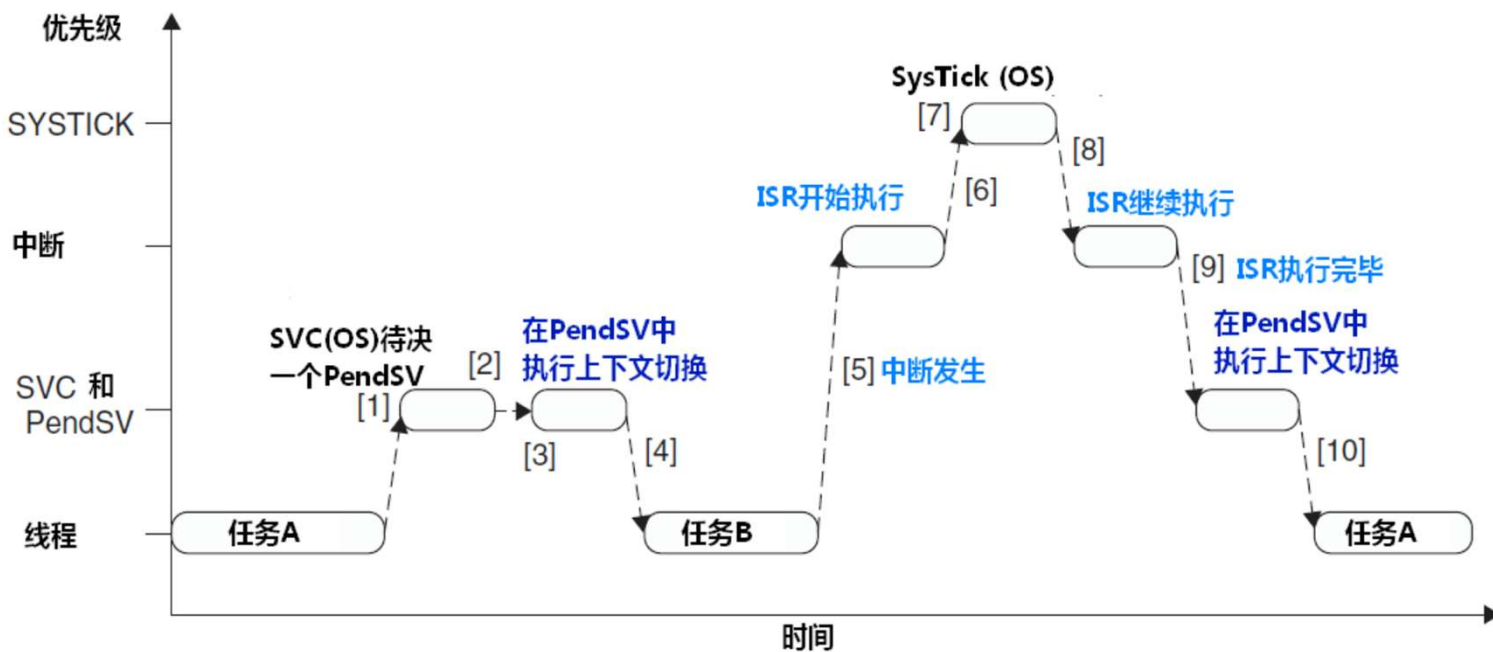 优先级
SysTick (OS)
SYSTICK
[7]
[8]
ISR开始执行
[6]
ISR继续执行
中断
[9] ISR执行完毕
SVC(OS)待决
一个PendSV
[2]
在PendSV中
执行上下文切换
[5] 中断发生
在PendSV中
执行上下文切换
SVC 和
PendSV
[1]
[3]
[4]
[10]
线程
任务A
任务B
任务A
时间